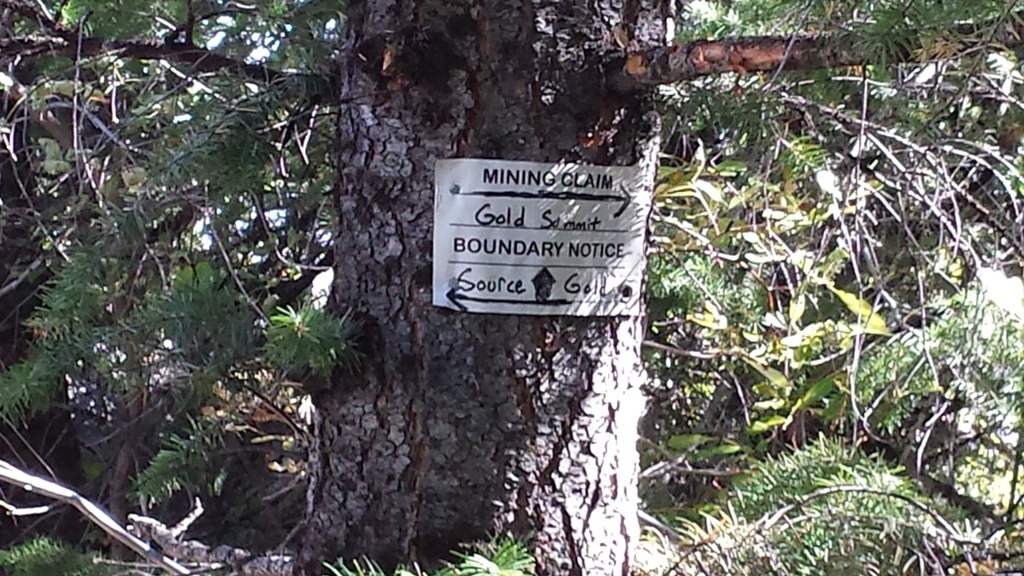 MINING CLAIM
Gold Summit
BOUNDARY NOTICE
Source Gold